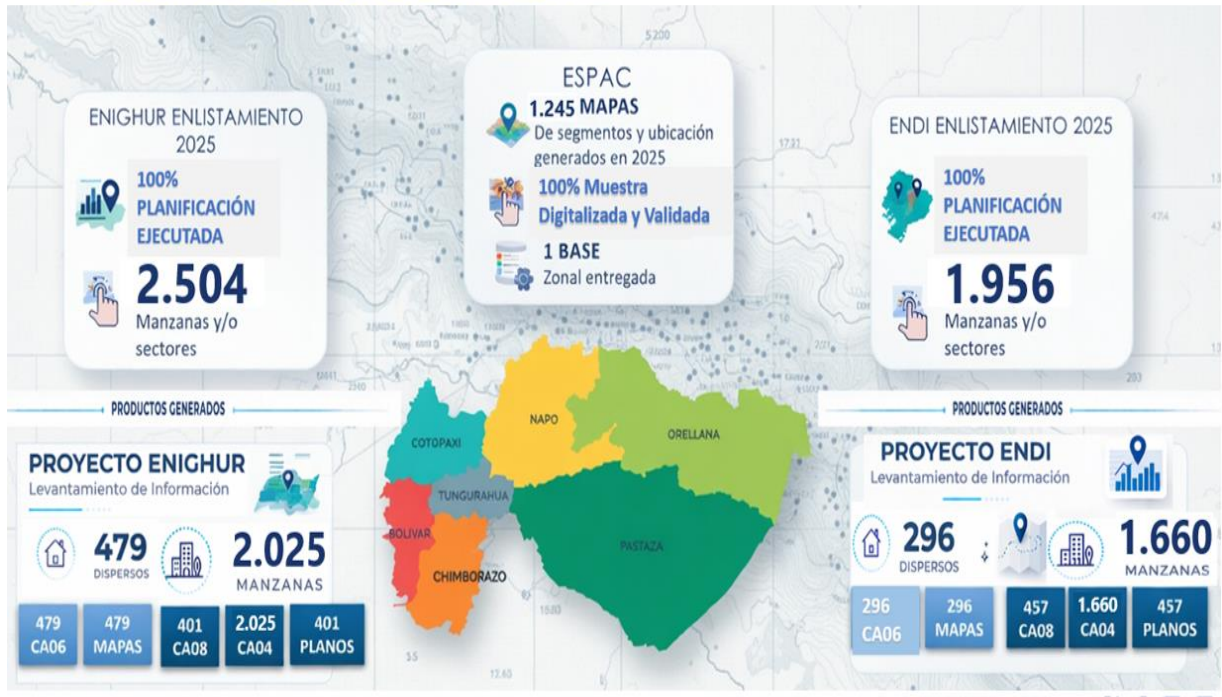 ENIGHUR ENLISTAMIENTO
2025
100%
PLANIFICACIÓN
EJECUTADA
2.504
Manzanas y/o
sectores
ESPAC
1.245 MAPAS
De segmentos y ubicación
generados en 2025
100% Muestra
Digitalizada y Validada
1 BASE
Zonal entregada
ENDI ENLISTAMIENTO 2025
100%
PLANIFICACIÓN
EJECUTADA
1.956
Manzanas y/o
sectores
PRODUCTOS GENERADOS
PROYECTO ENIGHUR
Levantamiento de Información
479
DISPERSOS
2.025
MANZANAS
479
CA06
479
MAPAS
401
CA08
2.025
CA04
401
PLANOS
COTOPAXI
NAPO
ORELLANA
TUNGURAHUA
BOLIVAR
PASTAZA
CHIMBORAZO
PRODUCTOS GENERADOS
PROYECTO ENDI
Levantamiento de Información
296
DISPERSOS
1.660
MANZANAS
296
CA06
296
MAPAS
457
CA08
1.660
CA04
457
PLANOS
5.200